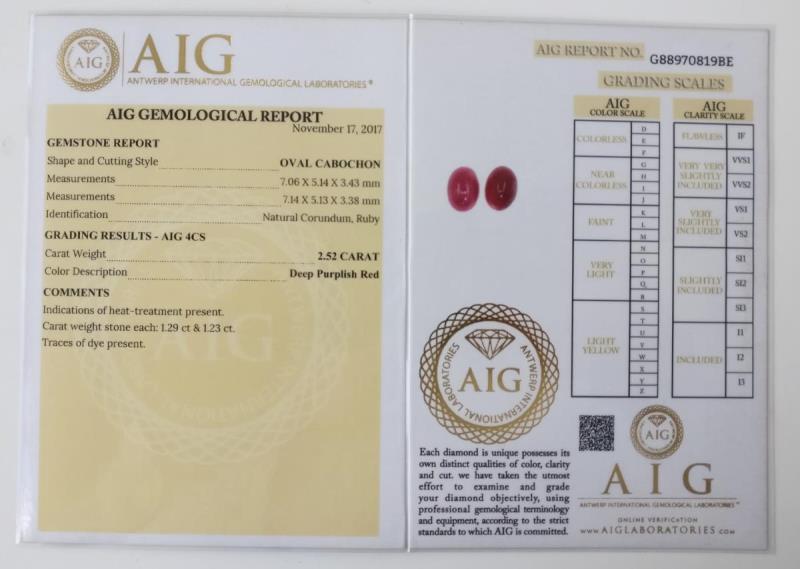 AIG
ANTWERP INTERNATIONAL GEMOLOGICAL LABORATORIES®
AIG GEMOLOGICAL REPORT
November 17, 2017
GEMSTONE REPORT
Shape and Cutting Style OVAL CABOCHON
Measurements 7.06 X 5.14 X 3.43 mm
Measurements 7.14 X 5.13 X 3.38 mm
Identification Natural Corundum, Ruby
GRADING RESULTS - AIG 4CS
Carat Weight 2.52 CARAT
Color Description Deep Purplish Red
COMMENTS
Indications of heat-treatment present.
Carat weight stone each: 1.29 ct & 1.23 ct.
Traces of dye present.
AIG REPORT NO. G88970819BE
GRADING SCALES
AIG
COLOR SCALE
COLORLESS
D
E
F
NEAR
COLORLESS
G
H
I
J
FAINT
K
L
M
VERY
LIGHT
N
O
P
Q
R
LIGHT
YELLOW
S
T
U
V
W
X
Y
Z
AIG
CLARITY SCALE
FLAWLESS
IF
VERY VERY
SLIGHTLY
INCLUDED
VVS1
VVS2
VERY
SLIGHTLY
INCLUDED
VS1
VS2
SLIGHTLY
INCLUDED
SI1
SI2
SI3
INCLUDED
I1
I2
I3
AIG
ANTWERP INTERNATIONAL GEMOLOGICAL LABORATORIES
Each diamond is unique possesses its
own distinct qualities of color, clarity
and cut. we have taken the utmost
effort to examine and grade
your diamond objectively, using
professional gemological terminology
and equipment, according to the strict
standards to which AIG is committed.
AIG
AIG
ANTWERP INTERNATIONAL GEMOLOGICAL LABORATORIES™
ONLINE VERIFICATION
www.AIGLABORATORIES.com